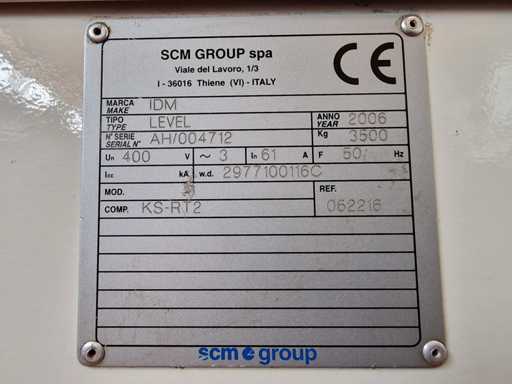 SCM GROUP spa
Viale del Lavoro, 1/3
I - 36016 Thiene (VI) - ITALY
CE
MARCA MAKE IDM
TIPO TYPE LEVEL ANNO YEAR 2006
N° SERIE SERIAL N° AH/004712 Kg 3500
Un 400 V ~ 3 In 61 A F 50/ Hz
Icc kA w.d. 2977100116C
MOD. REF.
COMP. KS-RT2 062216
scm group